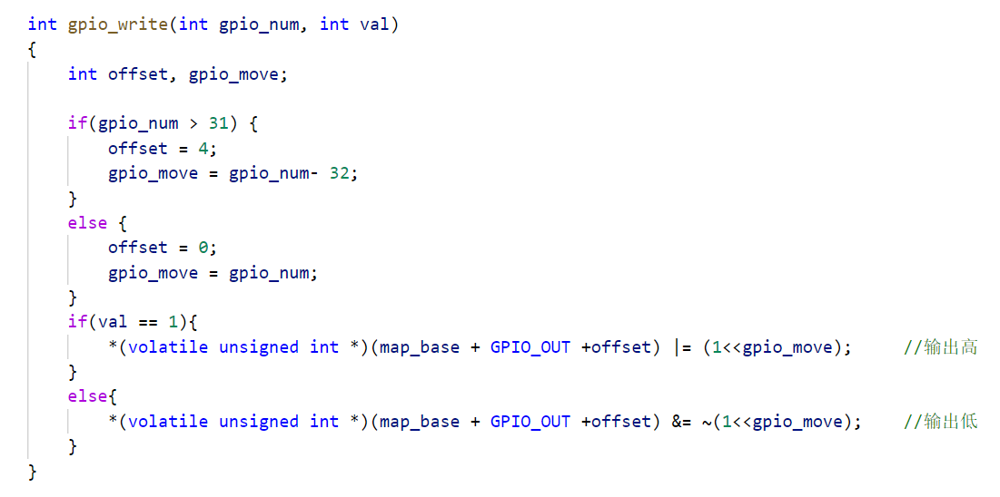 int gpio_write(int gpio_num, int val)
{
    int offset, gpio_move;

    if(gpio_num > 31) {
        offset = 4;
        gpio_move = gpio_num- 32;
    }
    else {
        offset = 0;
        gpio_move = gpio_num;
    }
    if(val == 1){
        *(volatile unsigned int *)(map_base + GPIO_OUT +offset) |= (1<<gpio_move);     //输出高
    }
    else{
        *(volatile unsigned int *)(map_base + GPIO_OUT +offset) &= ~(1<<gpio_move);    //输出低
    }
}